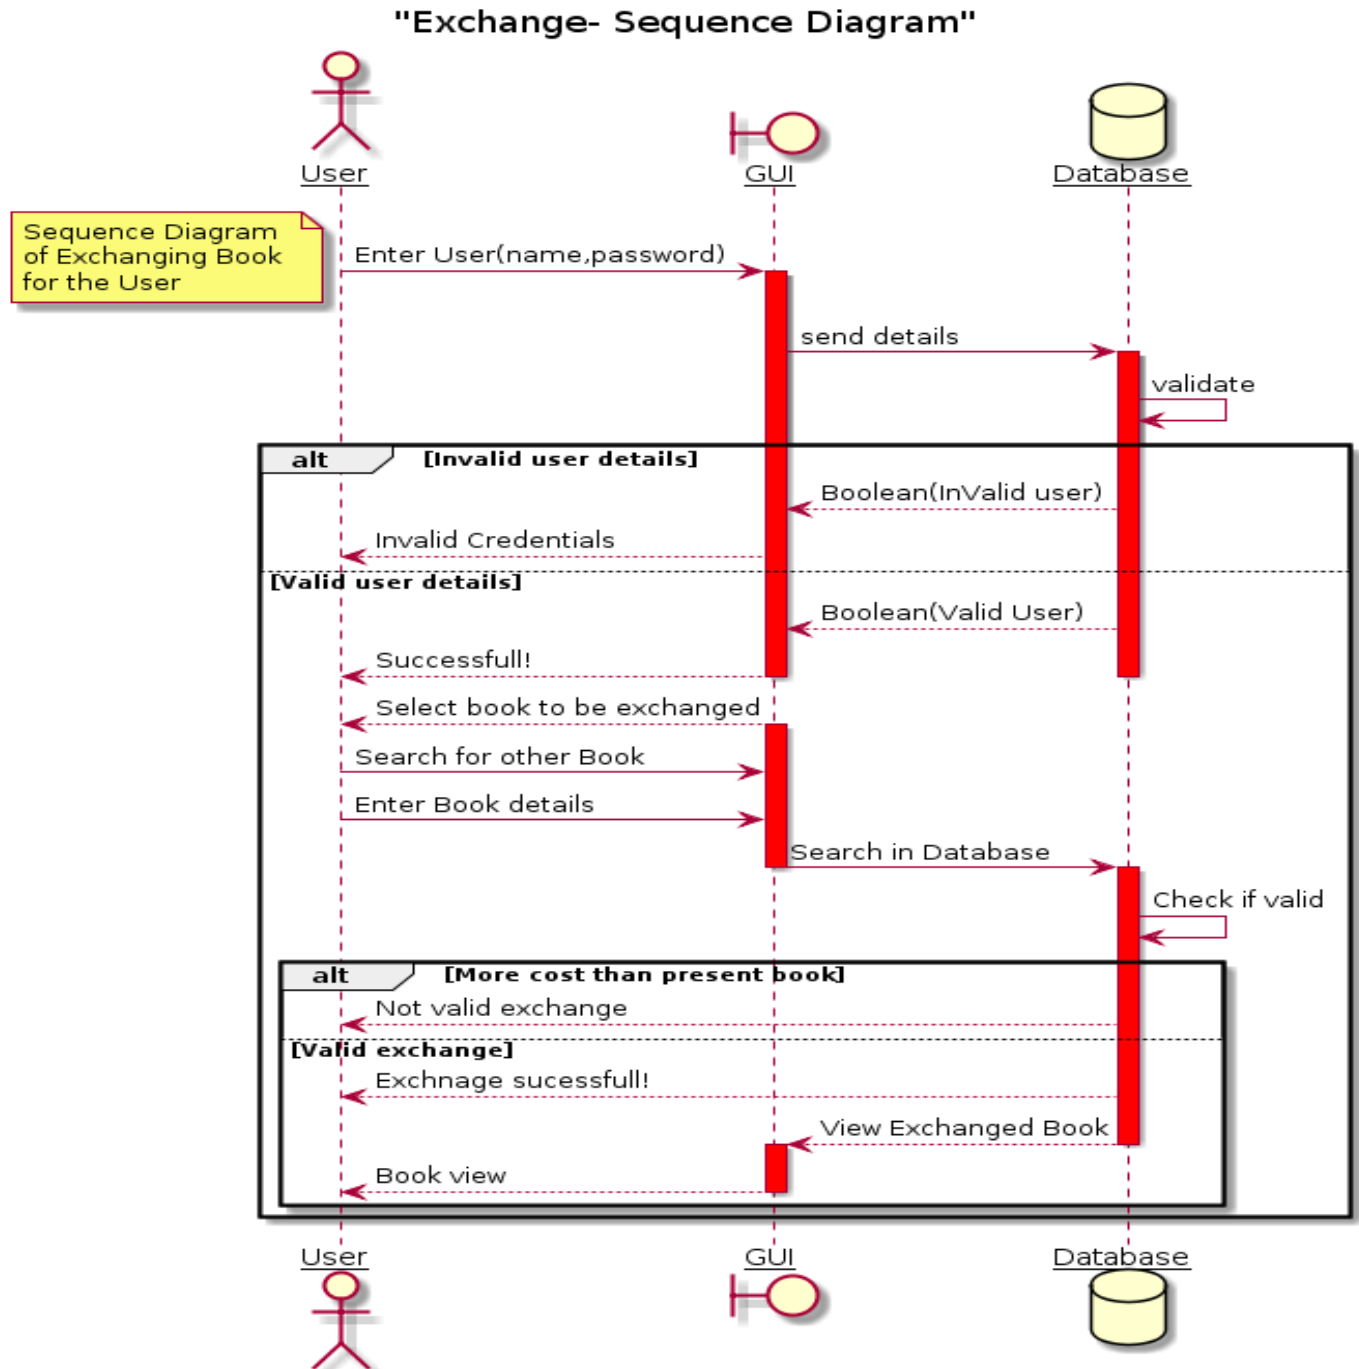 "Exchange- Sequence Diagram"
User
GUI
Database
Sequence Diagram
of Exchanging Book
for the User
Enter User(name,password)
send details
validate
alt
[Invalid user details]
Boolean(InValid user)
Invalid Credentials
[Valid user details]
Boolean(Valid User)
Successfull!
Select book to be exchanged
Search for other Book
Enter Book details
Search in Database
Check if valid
alt
[More cost than present book]
Not valid exchange
[Valid exchange]
Exchnage sucessfull!
View Exchanged Book
Book view
User
GUI
Database